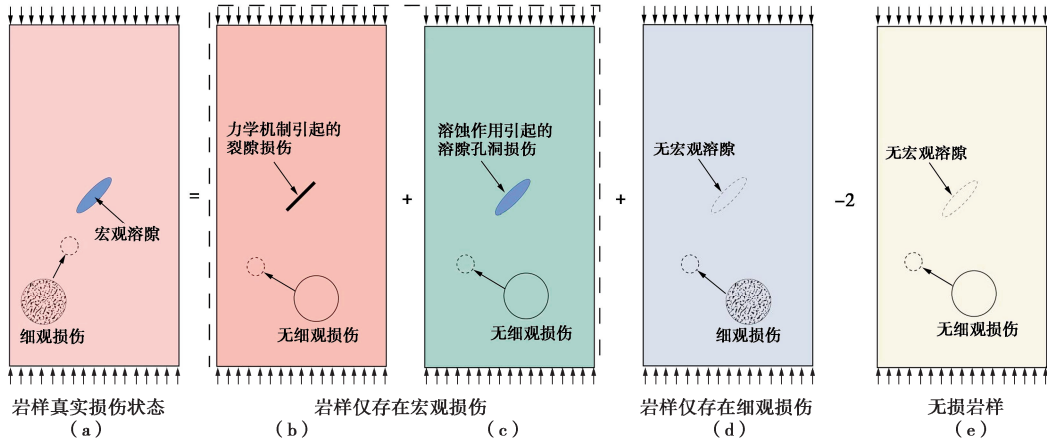 宏观溶隙
细观损伤
=
力学机制引起的
裂隙损伤
无细观损伤
+
溶蚀作用引起的
溶隙孔洞损伤
无细观损伤
+
无宏观溶隙
细观损伤
-2
无宏观溶隙
无细观损伤
岩样真实损伤状态
岩样仅存在宏观损伤
岩样仅存在细观损伤
无损岩样
(a)
(b)
(c)
(d)
(e)